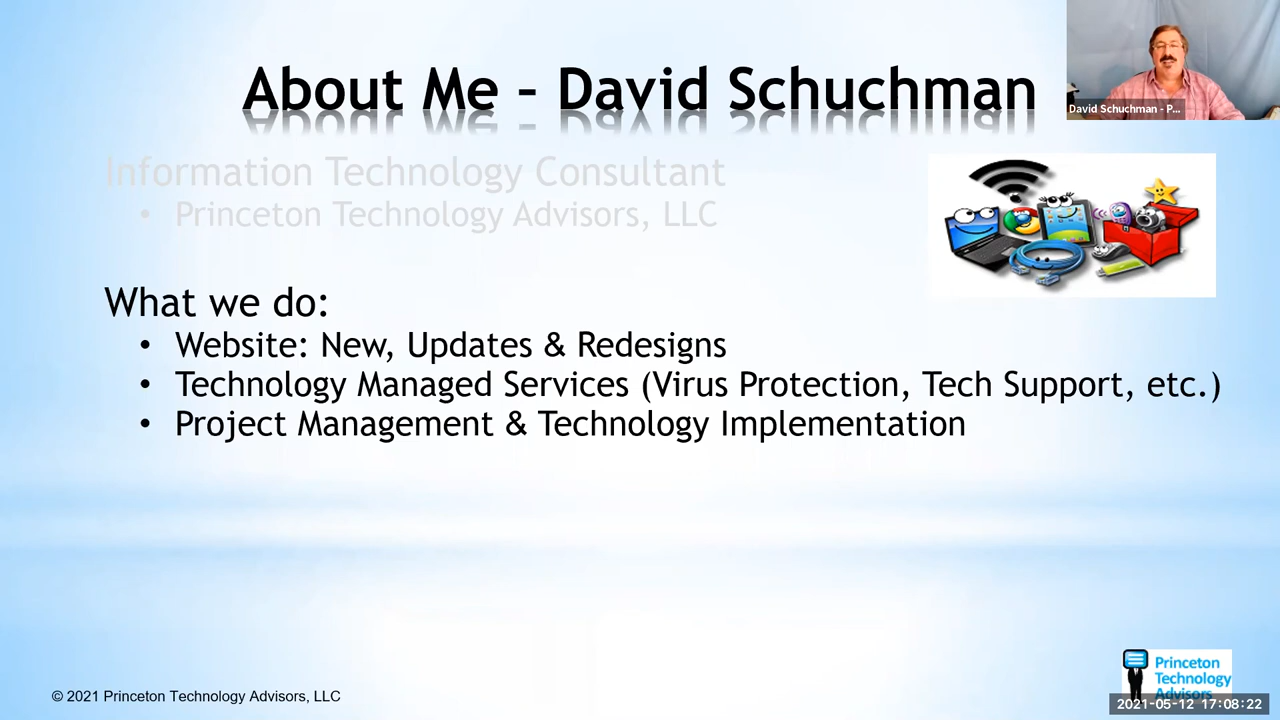 About Me – David Schuchman
David Schuchman - P...
Information Technology Consultant
• Princeton Technology Advisors, LLC
What we do:
• Website: New, Updates & Redesigns
• Technology Managed Services (Virus Protection, Tech Support, etc.)
• Project Management & Technology Implementation
© 2021 Princeton Technology Advisors, LLC
Princeton
Technology
Advisors
2021-05-12 17:08:22